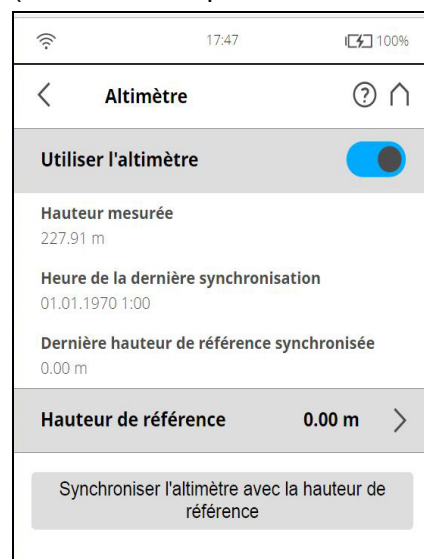 17:47
100%
Altimètre
Utiliser l'altimètre
Hauteur mesurée
227.91 m
Heure de la dernière synchronisation
01.01.1970 1:00
Dernière hauteur de référence synchronisée
0.00 m
Hauteur de référence 0.00 m
Synchroniser l'altimètre avec la hauteur de
référence